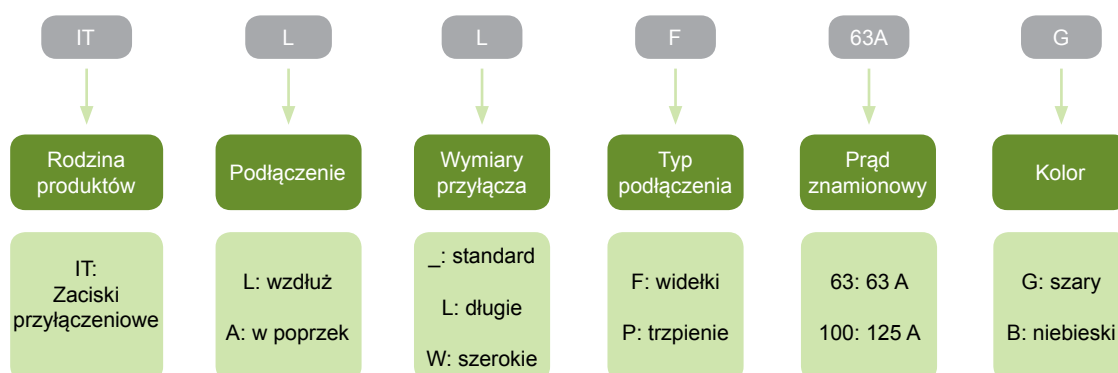 IT
L
L
F
63A
G
Rodzina
produktów
Podłączenie
Wymiary
przyłącza
Typ
podłączenia
Prąd
znamionowy
Kolor
IT:
Zaciski
przyłączeniowe
L: wzdłuż
A: w poprzek
_: standard
L: długie
W: szerokie
F: widełki
P: trzpienie
63: 63 A
100: 125 A
G: szary
B: niebieski